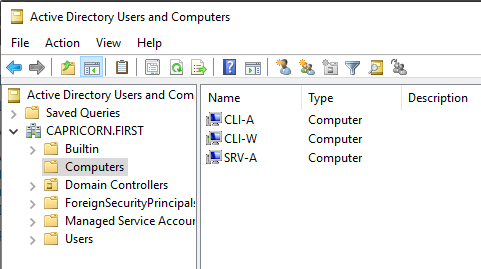 Active Directory Users and Computers
File Action View Help
Active Directory Users and Com
Saved Queries
CAPRICORN.FIRST
Builtin
Computers
Domain Controllers
ForeignSecurityPrincipals
Managed Service Accour
Users
Name Type Description
CLI-A Computer
CLI-W Computer
SRV-A Computer